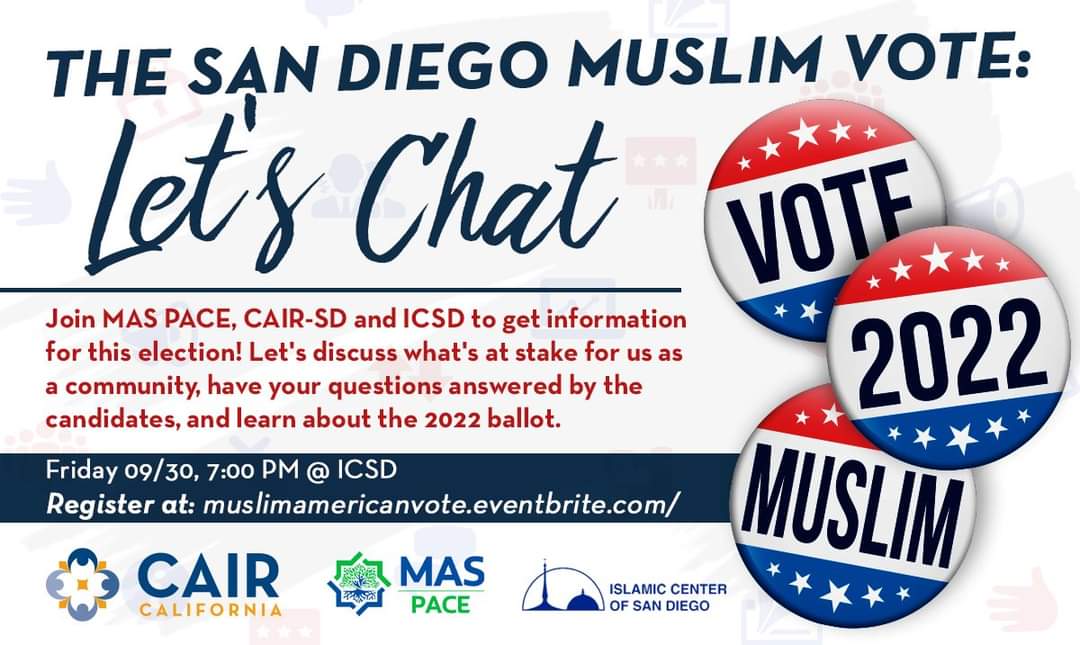 THE SAN DIEGO MUSLIM VOTE:
Let's Chat
Join MAS PACE, CAIR-SD and ICSD to get information
for this election! Let's discuss what's at stake for us as
a community, have your questions answered by the
candidates, and learn about the 2022 ballot.
Friday 09/30, 7:00 PM @ ICSD
Register at: muslimamericanvote.eventbrite.com/
VOTE
2022
MUSLIM
CAIR
CALIFORNIA
MAS
PACE
ISLAMIC CENTER
OF SAN DIEGO